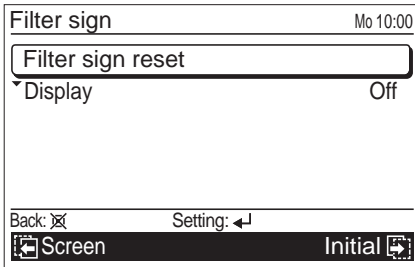 Filter sign Mo 10:00
Filter sign reset
Display Off
Back: Setting:
Screen Initial